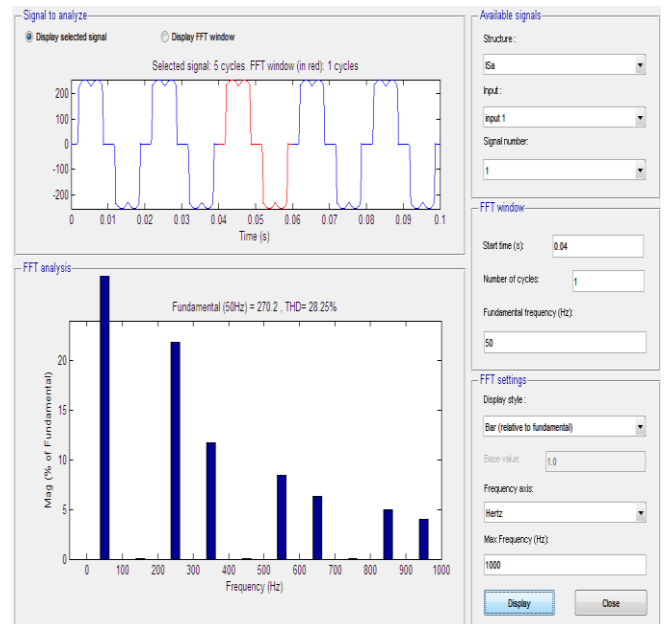 Signal to analyze
Display selected signal
Display FFT window
Selected signal: 5 cycles. FFT window (in red): 1 cycles
200
100
0
-100
-200
0 0.01 0.02 0.03 0.04 0.05 0.06 0.07 0.08 0.09 0.1
Time (s)
FFT analysis
Fundamental (50Hz) = 270.2 , THD= 28.25%
Mag (% of Fundamental)
20
15
10
5
0
0 100 200 300 400 500 600 700 800 900 1000
Frequency (Hz)
Available signals
Structure :
ISa
Input :
input 1
Signal number:
1
FFT window
Start time (s): 0.04
Number of cycles: 1
Fundamental frequency (Hz):
50
FFT settings
Display style :
Bar (relative to fundamental)
Base value: 1.0
Frequency axis:
Hertz
Max Frequency (Hz):
1000
Display Close